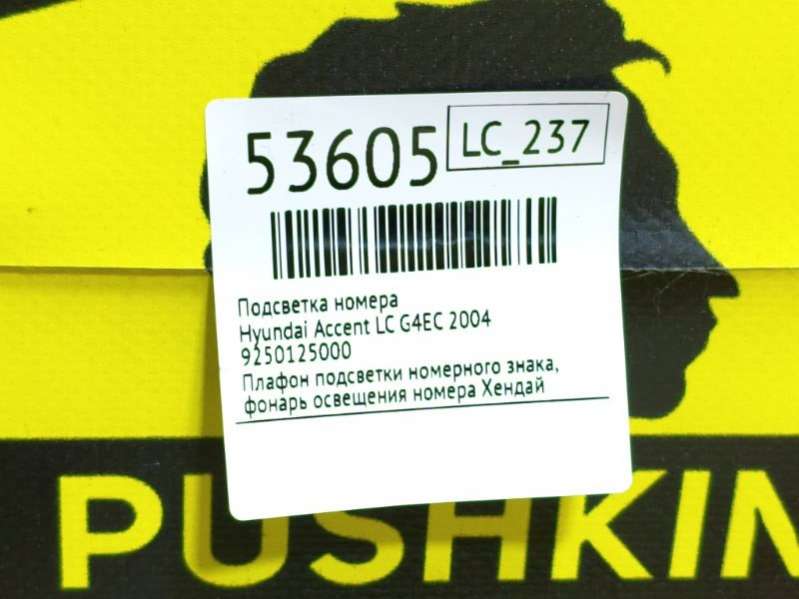 53605 LC_237
Подсветка номера
Hyundai Accent LC G4EC 2004
9250125000
Плафон подсветки номерного знака,
фонарь освещения номера Хендай
PUSHKIN